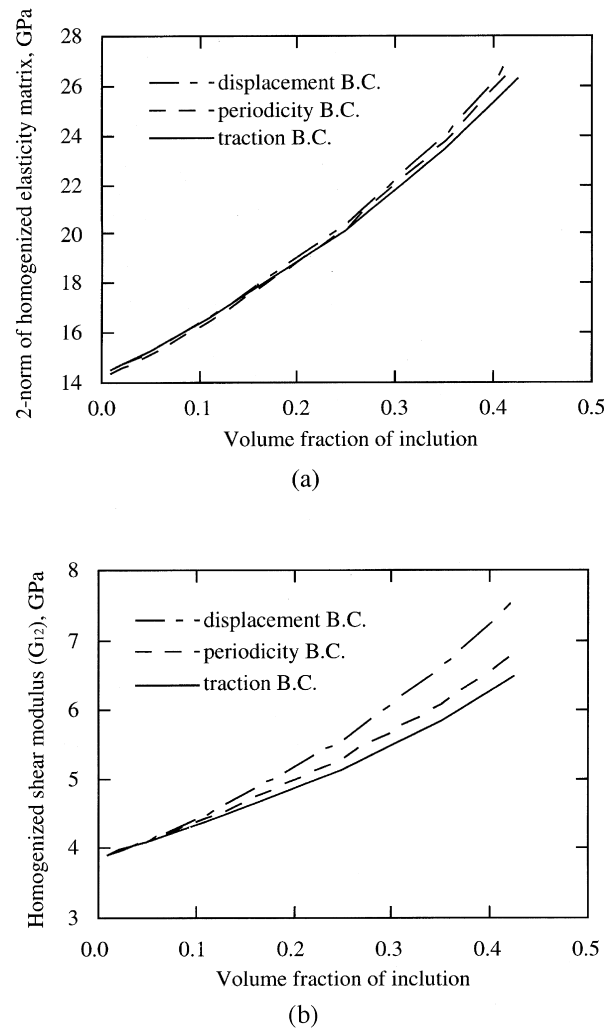 2-norm of homogenized elasticity matrix, GPa
28
26
24
22
20
18
16
14
displacement B.C.
periodicity B.C.
traction B.C.
0.0 0.1 0.2 0.3 0.4 0.5
Volume fraction of inclution
(a)
Homogenized shear modulus (G12), GPa
8
7
6
5
4
3
displacement B.C.
periodicity B.C.
traction B.C.
0.0 0.1 0.2 0.3 0.4 0.5
Volume fraction of inclution
(b)